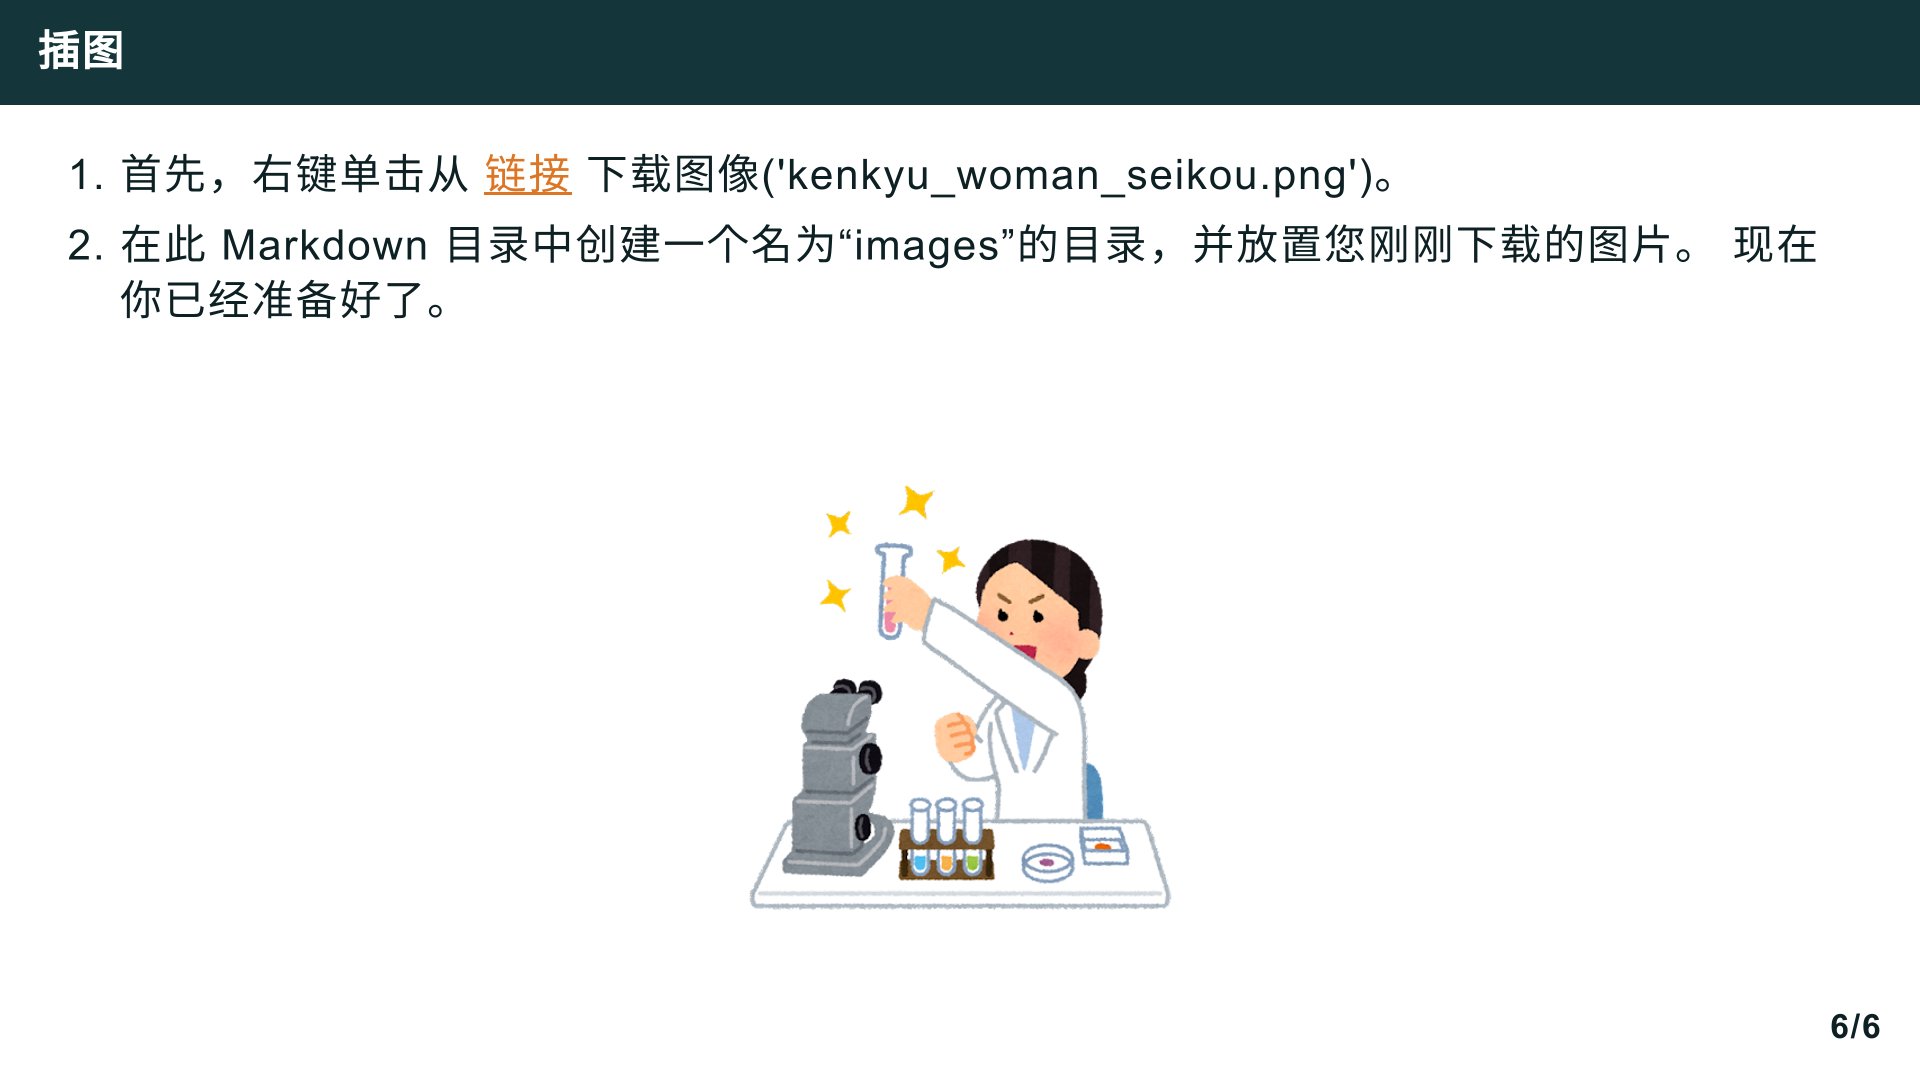 插图
1. 首先，右键单击从 链接 下载图像('kenkyu_woman_seikou.png')。
2. 在此 Markdown 目录中创建一个名为“images”的目录，并放置您刚刚下载的图片。 现在
你已经准备好了。
6/6